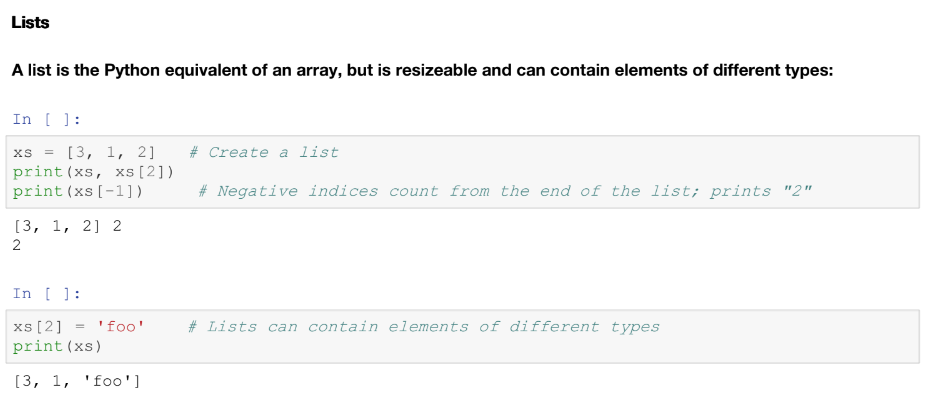 Lists
A list is the Python equivalent of an array, but is resizeable and can contain elements of different types:
In [ ]:
xs = [3, 1, 2]   # Create a list
print(xs, xs[2])
print(xs[-1])     # Negative indices count from the end of the list; prints "2"
[3, 1, 2] 2
2
In [ ]:
xs[2] = 'foo'    # Lists can contain elements of different types
print(xs)
[3, 1, 'foo']